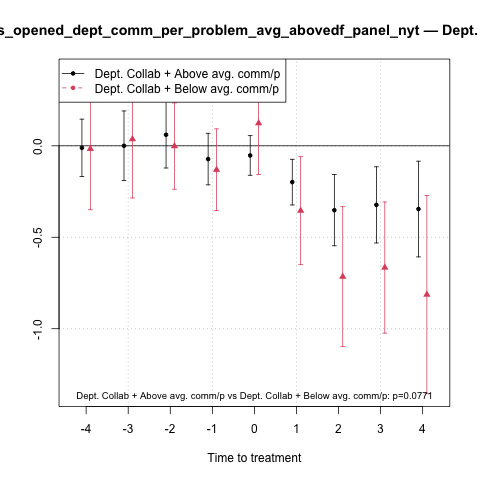 s_opened_dept_comm_per_problem_avg_abovedf_panel_nyt — Dept.
Dept. Collab + Above avg. comm/p
Dept. Collab + Below avg. comm/p
0.0
-0.5
-1.0
Dept. Collab + Above avg. comm/p vs Dept. Collab + Below avg. comm/p: p=0.0771
-4 -3 -2 -1 0 1 2 3 4
Time to treatment